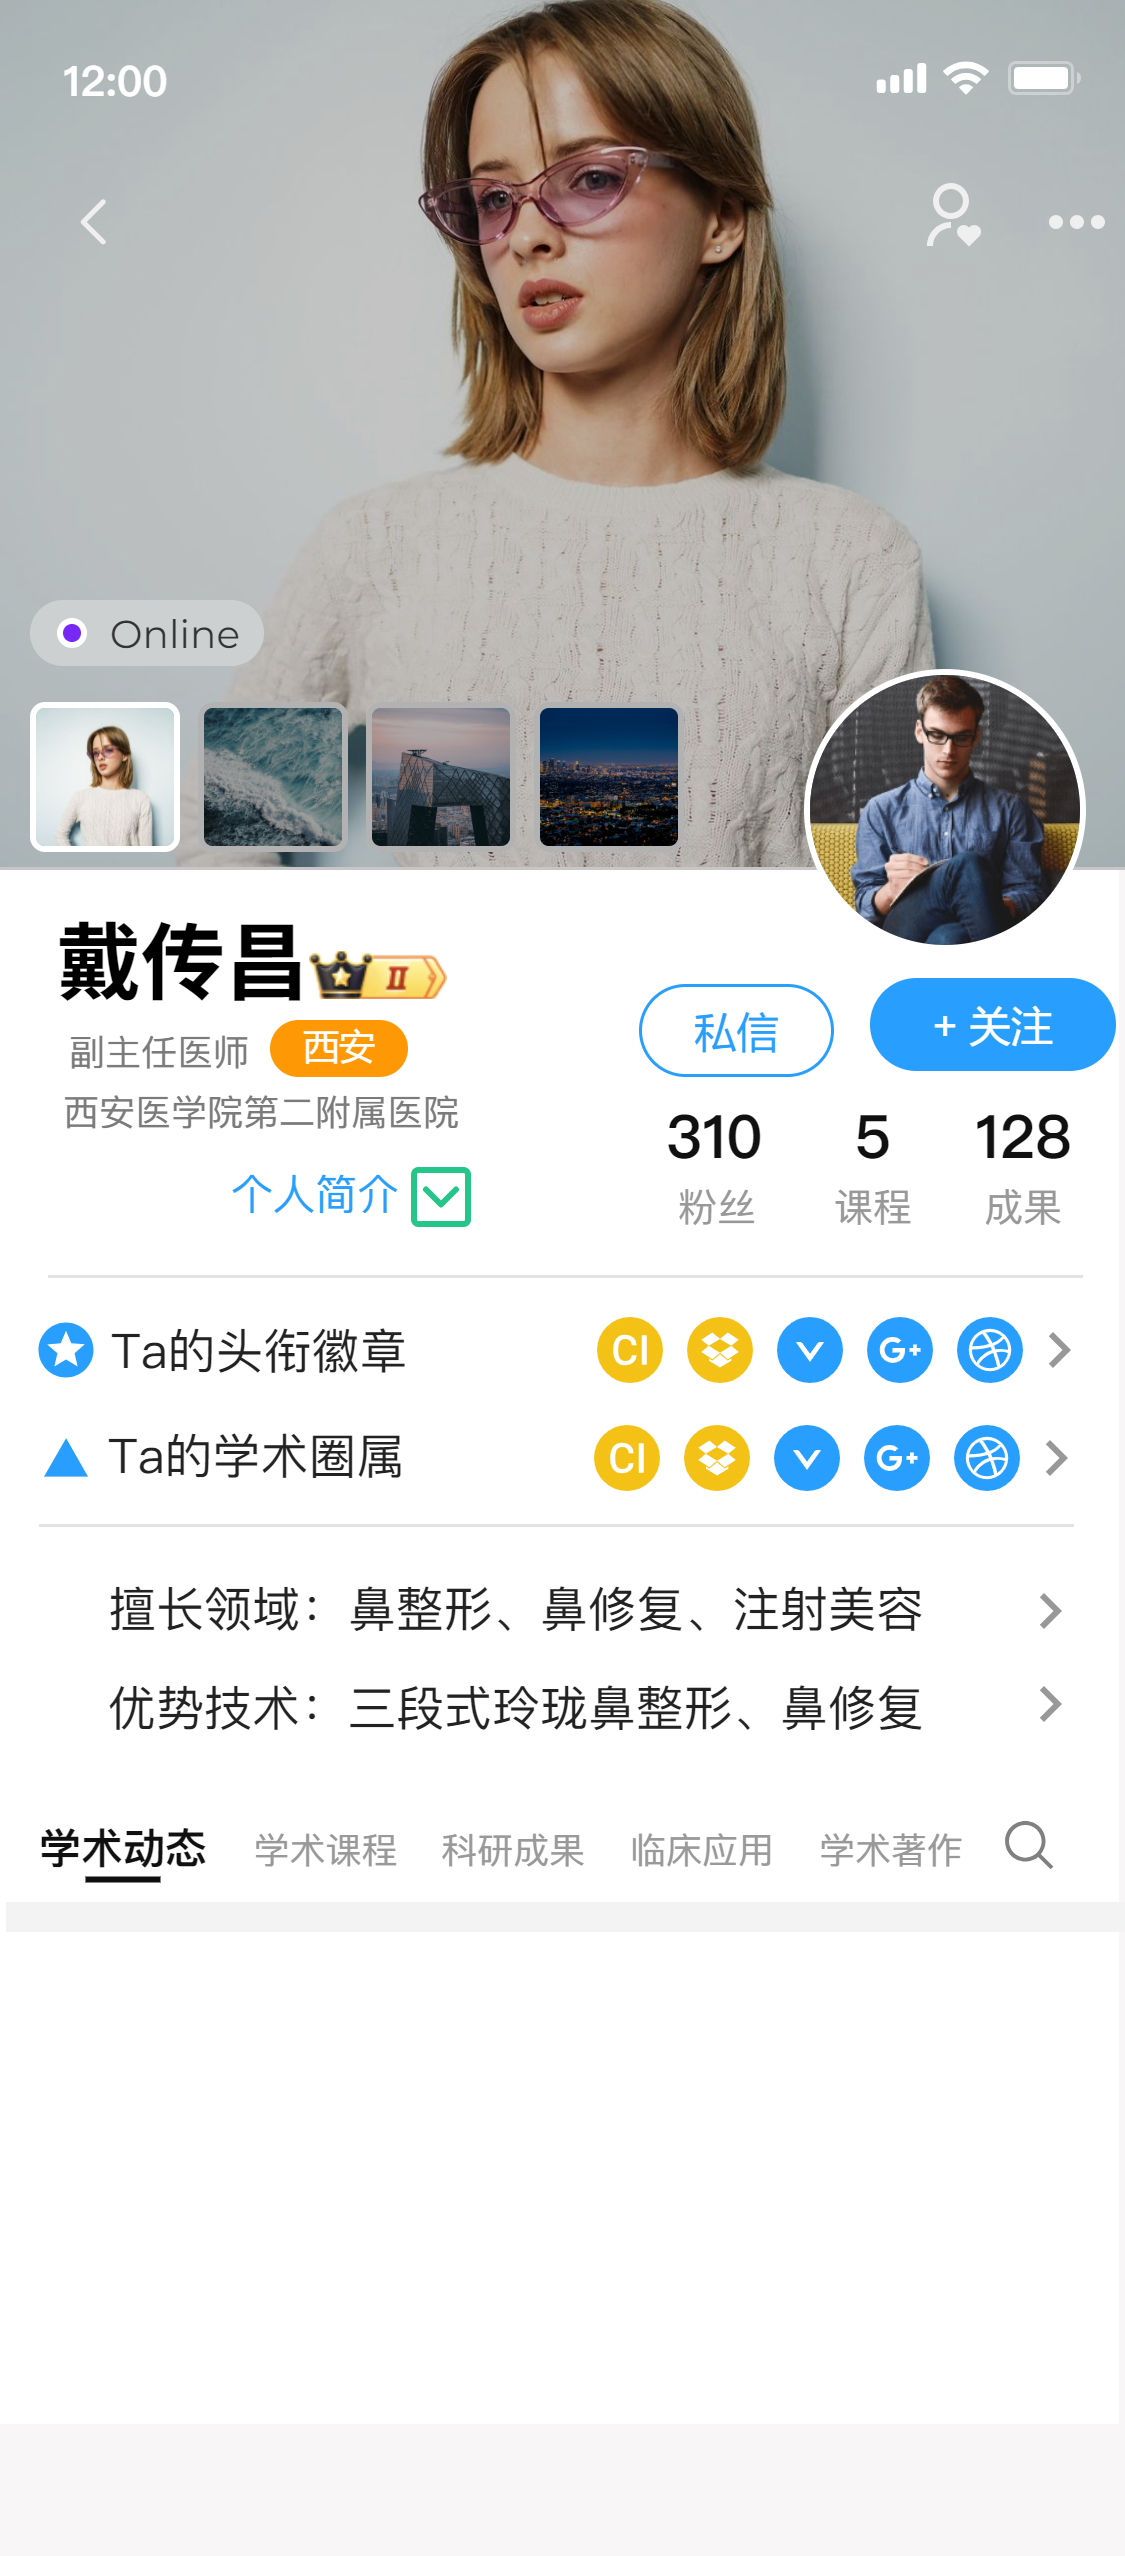 12:00
Online
戴传昌 II
副主任医师 西安
西安医学院第二附属医院
个人简介
私信 + 关注
310 5 128
粉丝 课程 成果
Ta的头衔徽章 CI G+
Ta的学术圈属 CI G+
擅长领域：鼻整形、鼻修复、注射美容
优势技术：三段式玲珑鼻整形、鼻修复
学术动态 学术课程 科研成果 临床应用 学术著作